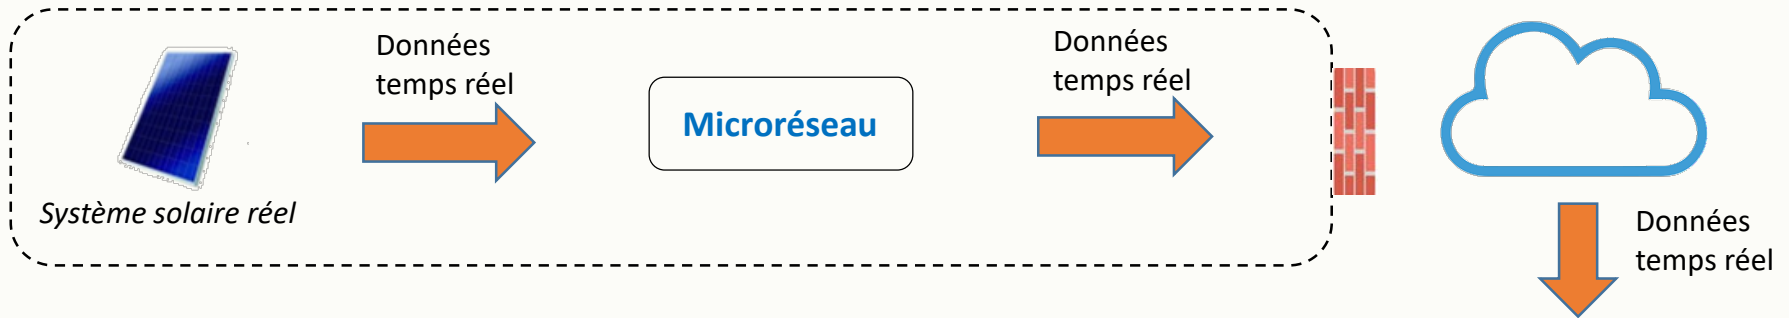 Données
temps réel
Microréseau
Données
temps réel
Système solaire réel
Données
temps réel